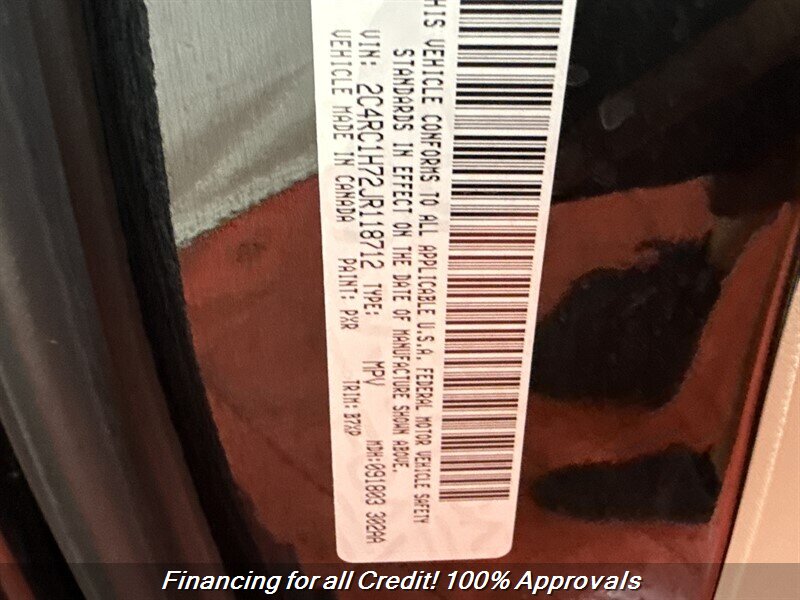 THIS VEHICLE CONFORMS TO ALL APPLICABLE U.S.A. FEDERAL MOTOR VEHICLE SAFETY
STANDARDS IN EFFECT ON THE DATE OF MANUFACTURE SHOWN ABOVE.
VIN: 2C4RC1H72JR118712 TYPE: MPV MDH:091803 302AA
VEHICLE MADE IN CANADA PAINT: PXR TRIM: B7XP
Financing for all Credit! 100% Approvals